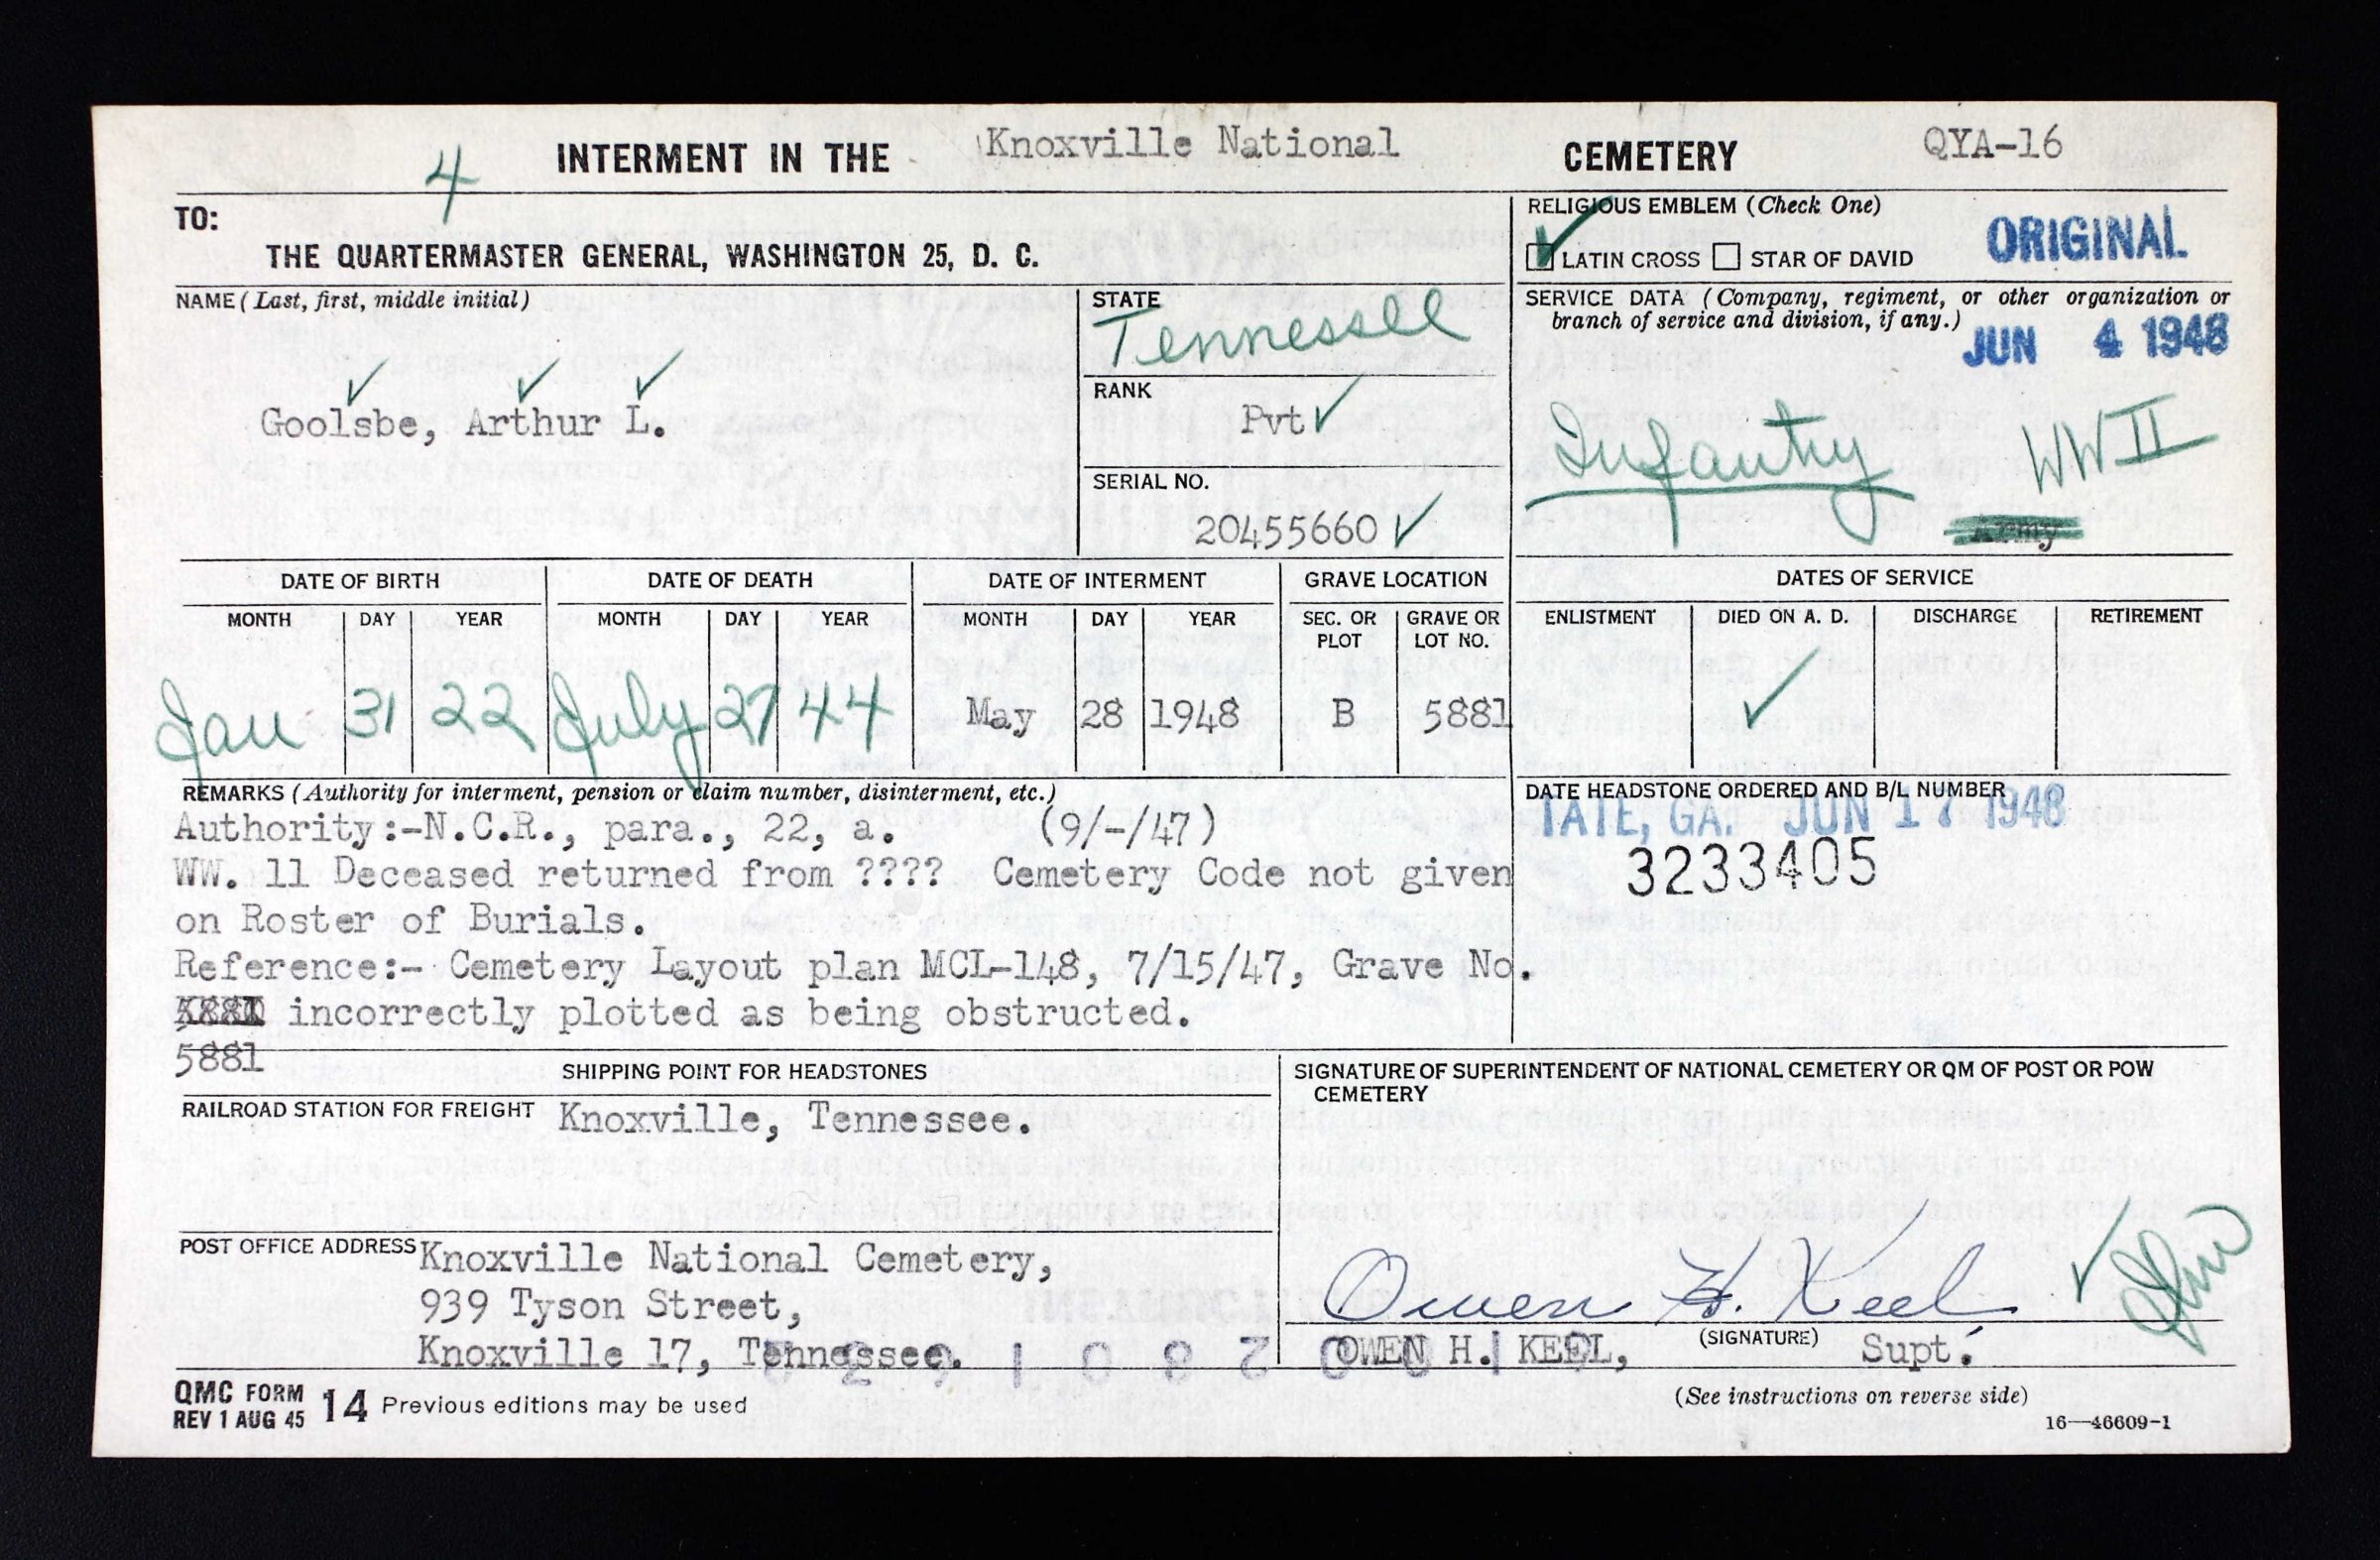 4 INTERMENT IN THE Knoxville National CEMETERY QYA-16
TO:
THE QUARTERMASTER GENERAL, WASHINGTON 25, D. C.
RELIGIOUS EMBLEM (Check One)
LATIN CROSS STAR OF DAVID
ORIGINAL
NAME (Last, first, middle initial)
Goolsbe, Arthur L.
STATE
Tennessee
RANK
Pvt
SERIAL NO.
20455660
SERVICE DATA (Company, regiment, or other organization or
branch of service and division, if any.)
JUN 4 1948
Infantry WW II
Army
DATE OF BIRTH DATE OF DEATH DATE OF INTERMENT GRAVE LOCATION DATES OF SERVICE
MONTH DAY YEAR MONTH DAY YEAR MONTH DAY YEAR SEC. OR PLOT GRAVE OR LOT NO. ENLISTMENT DIED ON A. D. DISCHARGE RETIREMENT
Jan 31 22 July 27 44 May 28 1948 B 5881
REMARKS (Authority for interment, pension or claim number, disinterment, etc.)
Authority:-N.C.R., para., 22, a. (9/-/47)
WW. 11 Deceased returned from ???? Cemetery Code not given
on Roster of Burials.
Reference:- Cemetery Layout plan MCL-148, 7/15/47, Grave No.
incorrectly plotted as being obstructed.
5881
DATE HEADSTONE ORDERED AND B/L NUMBER
TATE, GA. JUN 17 1948
3233405
SHIPPING POINT FOR HEADSTONES
RAILROAD STATION FOR FREIGHT Knoxville, Tennessee.
POST OFFICE ADDRESS Knoxville National Cemetery,
939 Tyson Street,
Knoxville 17, Tennessee.
SIGNATURE OF SUPERINTENDENT OF NATIONAL CEMETERY OR QM OF POST OR POW
CEMETERY
Owen H. Keel
OWEN H. KEEL, (SIGNATURE) Supt.
QMC FORM
REV 1 AUG 45 14 Previous editions may be used
(See instructions on reverse side)
16—46609-1